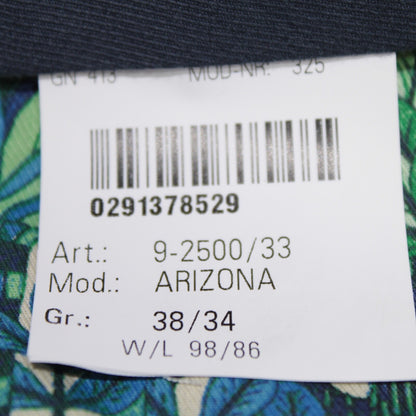 GN 413 MOD-NR: 325
0291378529
Art.: 9-2500/33
Mod.: ARIZONA
Gr.: 38/34
W/L 98/86